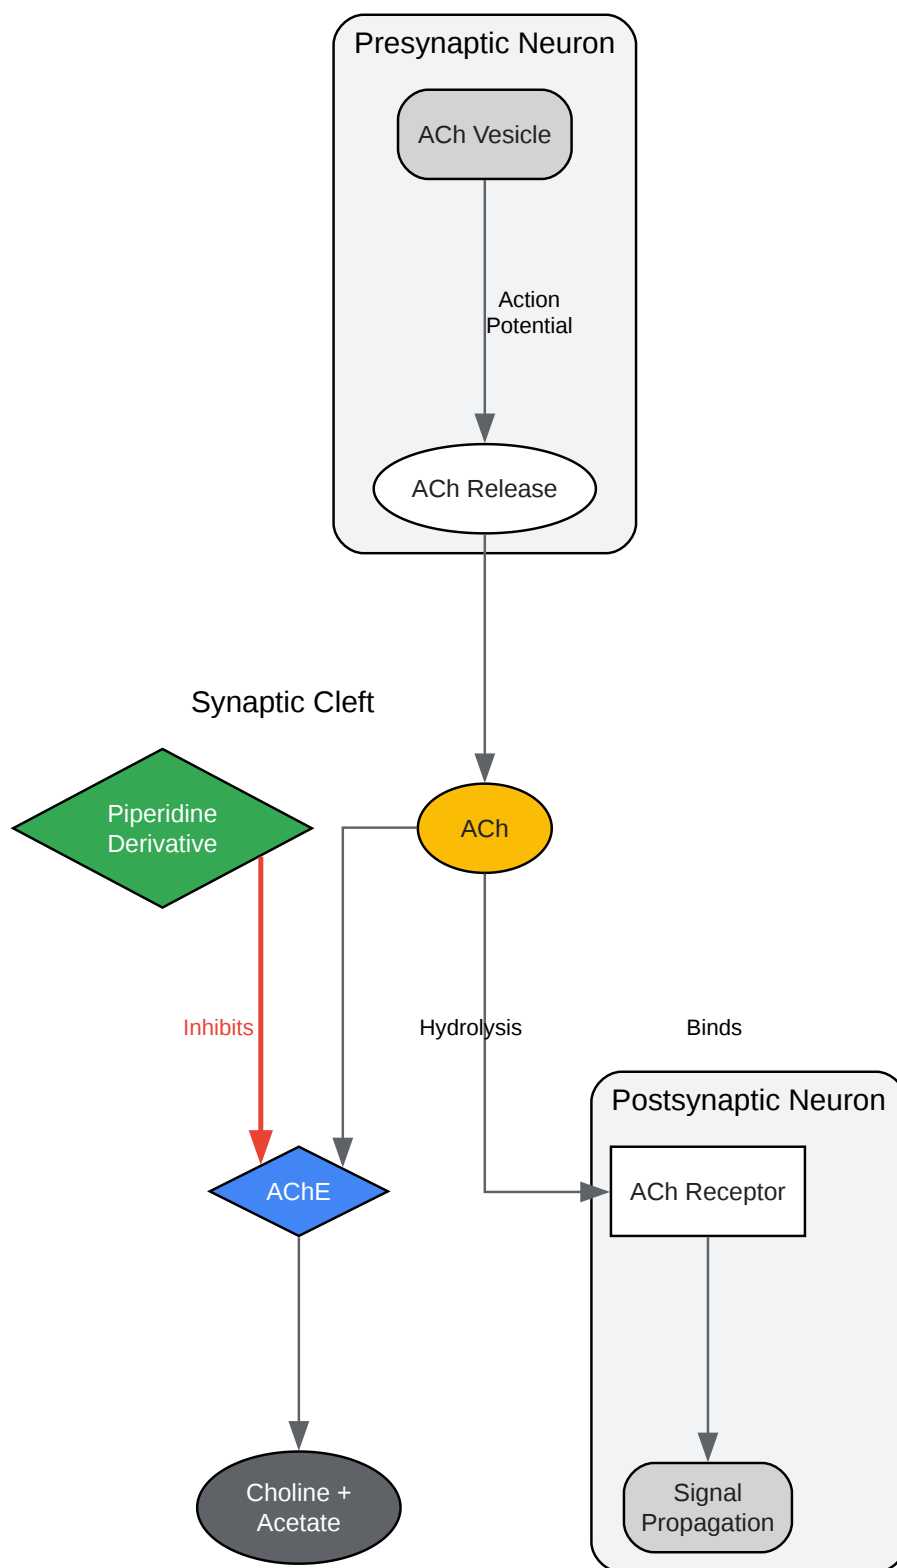 Presynaptic Neuron
ACh Vesicle
Action
Potential
ACh Release
Synaptic Cleft
Piperidine
Derivative
ACh
Inhibits
Hydrolysis
Binds
Postsynaptic Neuron
AChE
ACh Receptor
Choline +
Acetate
Signal
Propagation